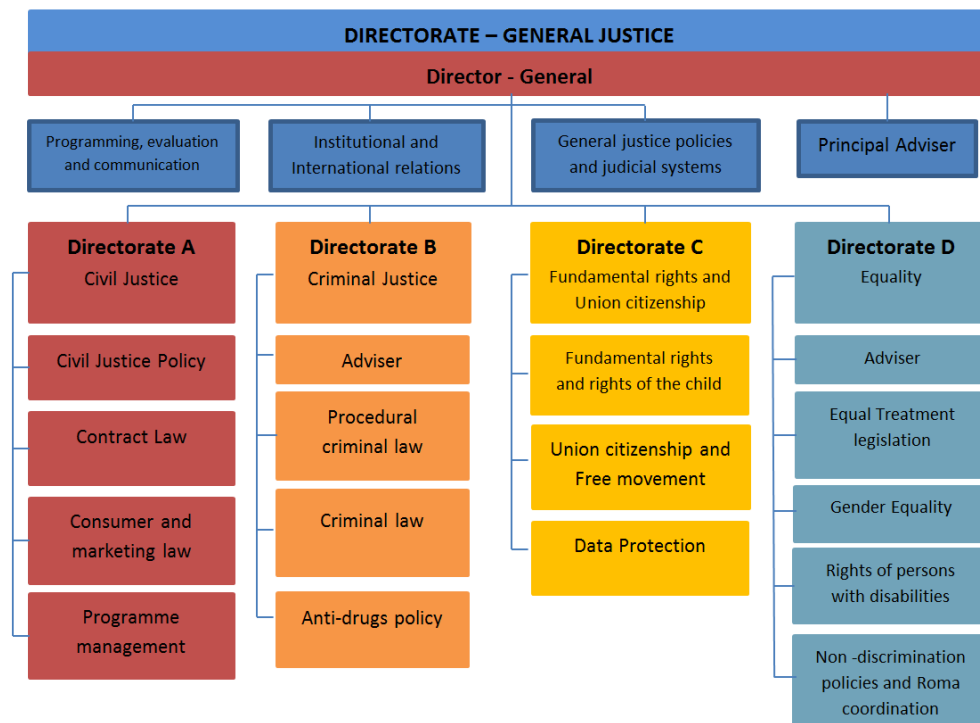 DIRECTORATE – GENERAL JUSTICE
Director - General
Programming, evaluation
and communication
Institutional and
International relations
General justice policies
and judicial systems
Principal Adviser
Directorate A
Civil Justice
Civil Justice Policy
Contract Law
Consumer and
marketing law
Programme
management
Directorate B
Criminal Justice
Adviser
Procedural
criminal law
Criminal law
Anti-drugs policy
Directorate C
Fundamental rights and
Union citizenship
Fundamental rights
and rights of the child
Union citizenship and
Free movement
Data Protection
Directorate D
Equality
Adviser
Equal Treatment
legislation
Gender Equality
Rights of persons
with disabilities
Non -discrimination
policies and Roma
coordination